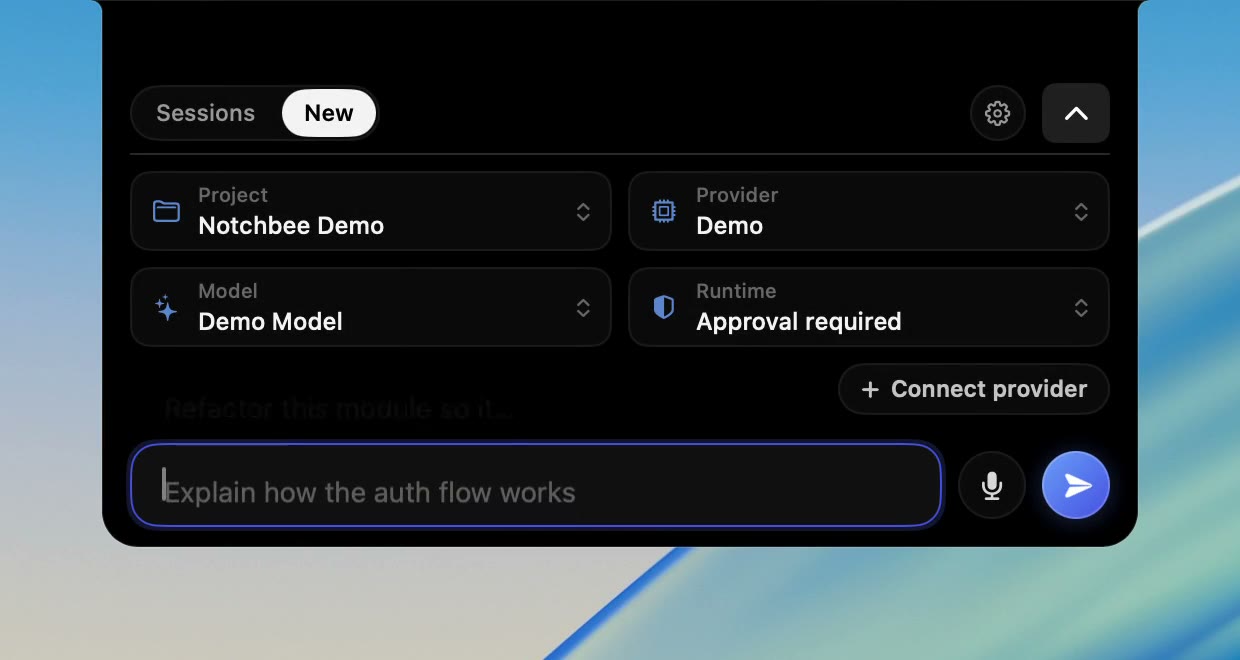 Sessions
New
Project
Notchbee Demo
Provider
Demo
Model
Demo Model
Runtime
Approval required
+ Connect provider
Refactor this module so it...
Explain how the auth flow works